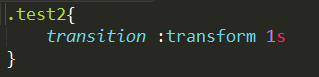 .test2{
    transition :transform 1s
}